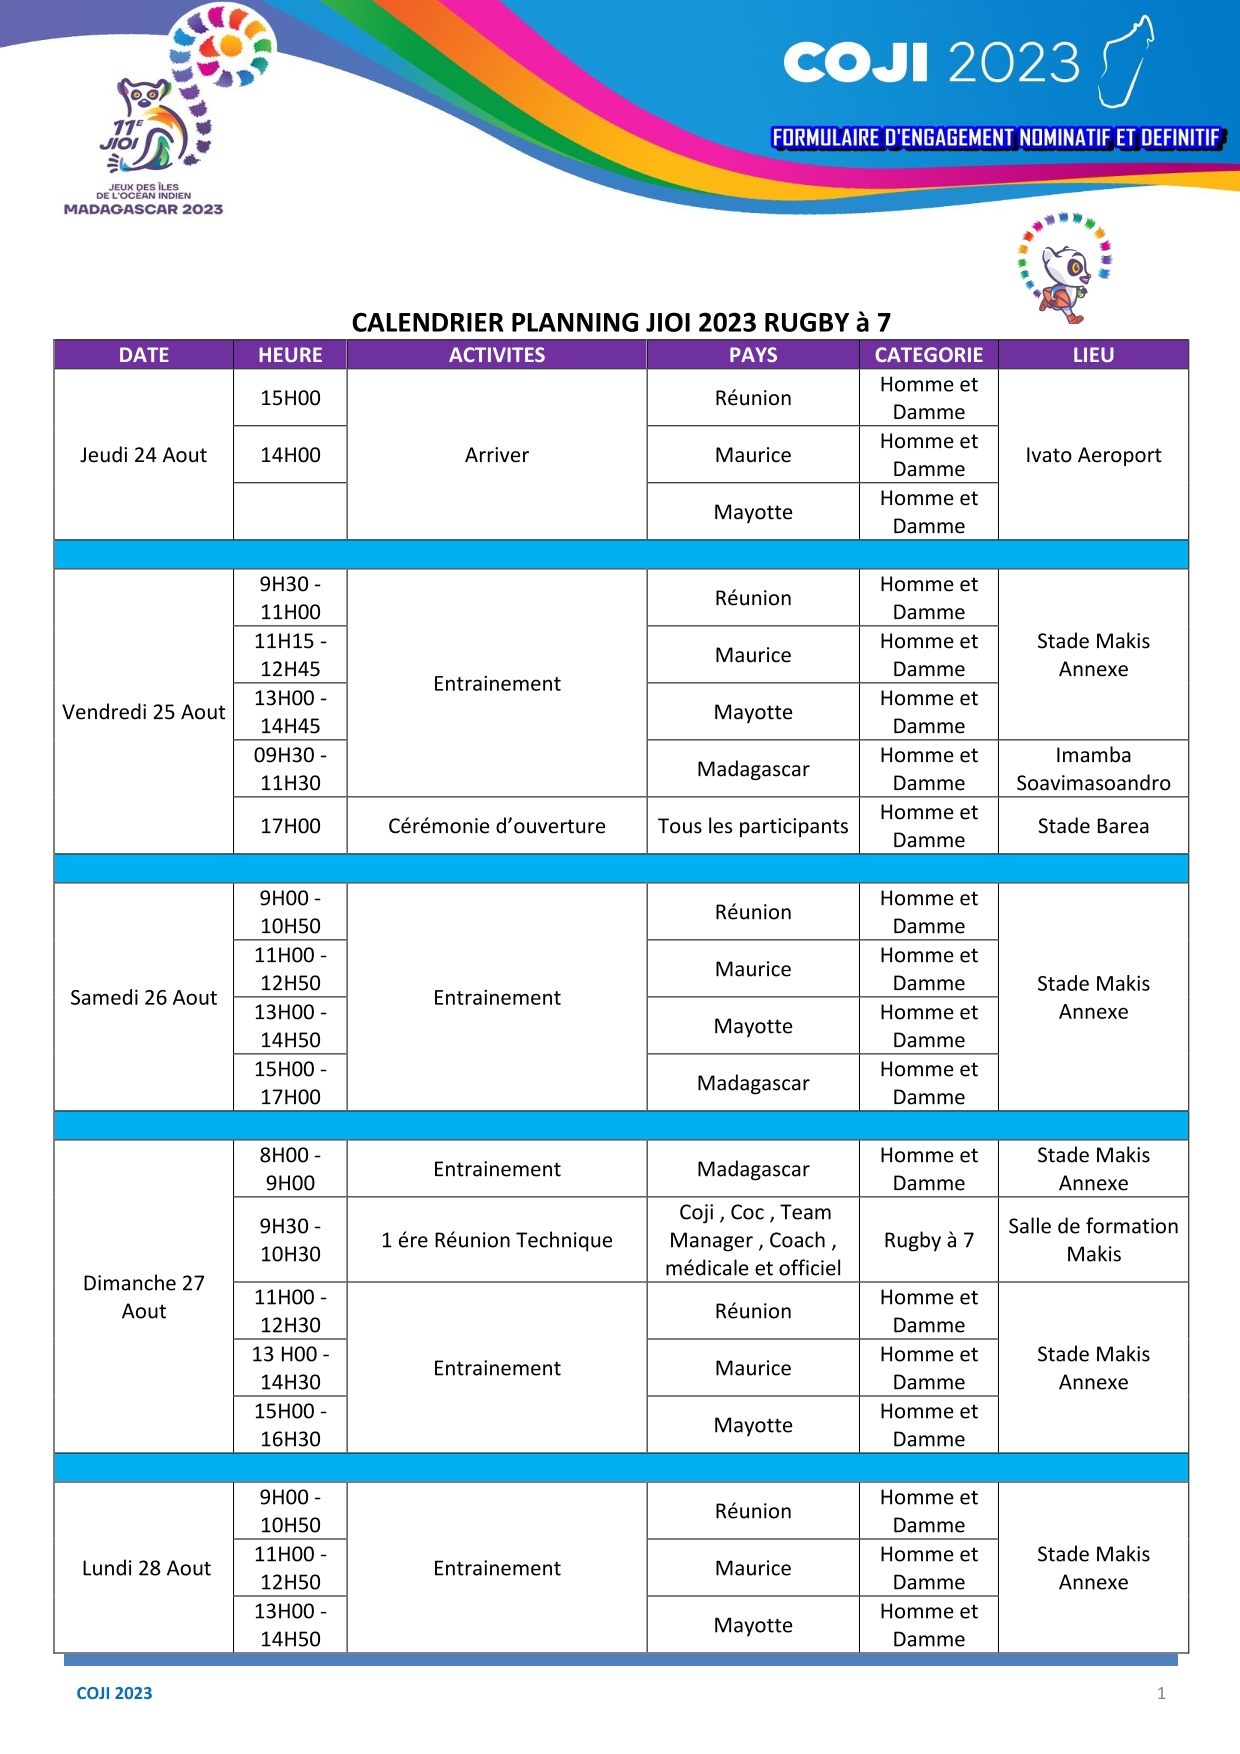 COJI 2023
FORMULAIRE D'ENGAGEMENT NOMINATIF ET DEFINITIF
11E
JIOI
JEUX DES ÎLES
DE L'OCÉAN INDIEN
MADAGASCAR 2023
CALENDRIER PLANNING JIOI 2023 RUGBY à 7
DATE HEURE ACTIVITES PAYS CATEGORIE LIEU
Jeudi 24 Aout
15H00
Arriver
Réunion
Homme et
Damme
Ivato Aeroport
14H00
Maurice
Homme et
Damme
Mayotte
Homme et
Damme
Vendredi 25 Aout
9H30 -
11H00
Entrainement
Réunion
Homme et
Damme
Stade Makis
Annexe
11H15 -
12H45
Maurice
Homme et
Damme
13H00 -
14H45
Mayotte
Homme et
Damme
09H30 -
11H30
Madagascar
Homme et
Damme
Imamba
Soavimasoandro
17H00
Cérémonie d’ouverture
Tous les participants
Homme et
Damme
Stade Barea
Samedi 26 Aout
9H00 -
10H50
Entrainement
Réunion
Homme et
Damme
Stade Makis
Annexe
11H00 -
12H50
Maurice
Homme et
Damme
13H00 -
14H50
Mayotte
Homme et
Damme
15H00 -
17H00
Madagascar
Homme et
Damme
Dimanche 27
Aout
8H00 -
9H00
Entrainement
Madagascar
Homme et
Damme
Stade Makis
Annexe
9H30 -
10H30
1 ére Réunion Technique
Coji , Coc , Team
Manager , Coach ,
médicale et officiel
Rugby à 7
Salle de formation
Makis
11H00 -
12H30
Entrainement
Réunion
Homme et
Damme
Stade Makis
Annexe
13 H00 -
14H30
Maurice
Homme et
Damme
15H00 -
16H30
Mayotte
Homme et
Damme
Lundi 28 Aout
9H00 -
10H50
Entrainement
Réunion
Homme et
Damme
Stade Makis
Annexe
11H00 -
12H50
Maurice
Homme et
Damme
13H00 -
14H50
Mayotte
Homme et
Damme
COJI 2023
1